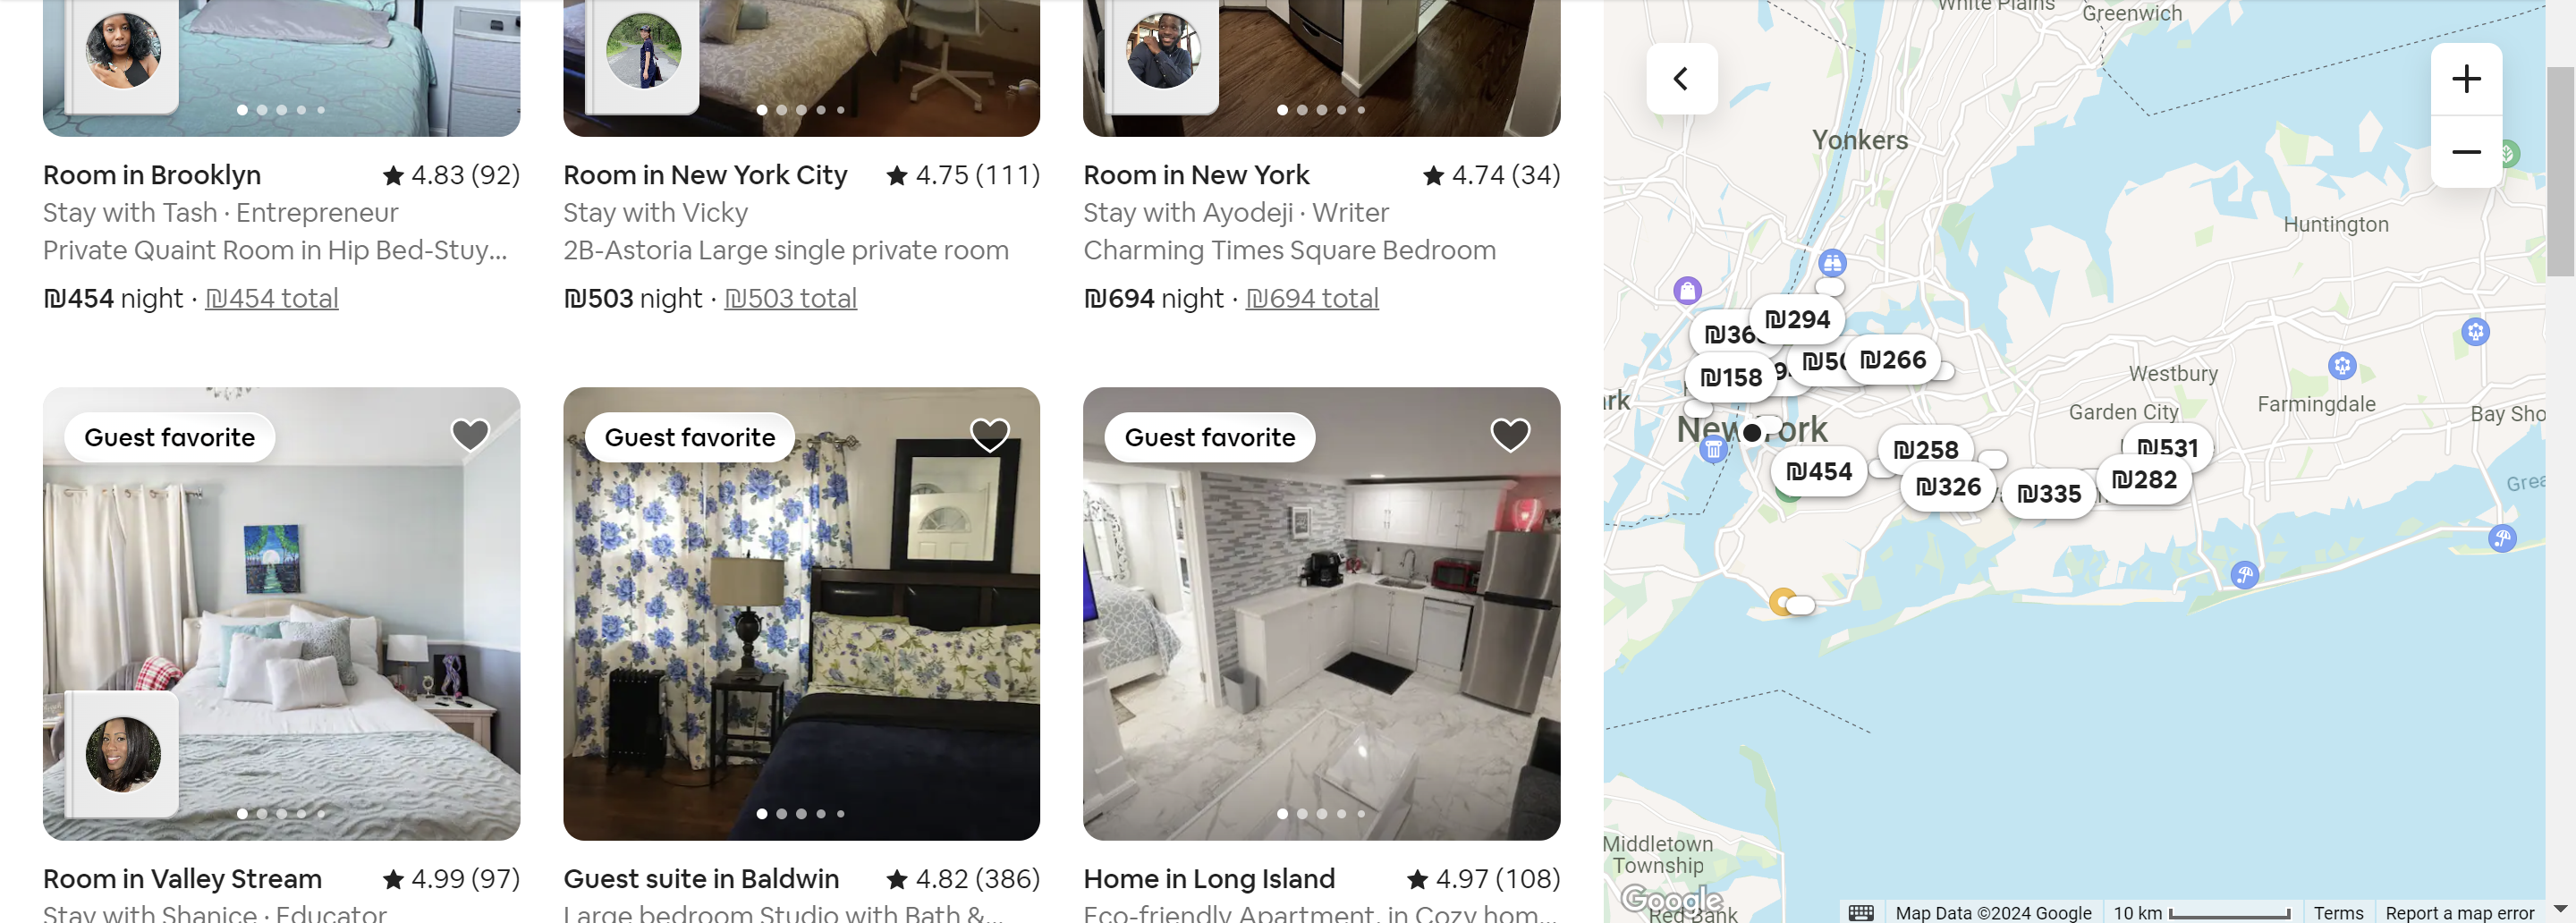 Room in Brooklyn ★ 4.83 (92)
Stay with Tash · Entrepreneur
Private Quaint Room in Hip Bed-Stuy...
₪454 night · ₪454 total
Room in New York City ★ 4.75 (111)
Stay with Vicky
2B-Astoria Large single private room
₪503 night · ₪503 total
Room in New York ★ 4.74 (34)
Stay with Ayodeji · Writer
Charming Times Square Bedroom
₪694 night · ₪694 total
Guest favorite
Guest favorite
Guest favorite
Room in Valley Stream ★ 4.99 (97)
Stay with Shanice · Educator
Guest suite in Baldwin ★ 4.82 (386)
Large bedroom Studio with Bath &...
Home in Long Island ★ 4.97 (108)
Eco-friendly Apartment, in Cozy hom...
White Plains
Greenwich
Yonkers
Huntington
₪294
₪158
₪266
Westbury
Garden City
Farmingdale
Bay Sho
New York
₪454
₪258
₪326
₪335
₪531
₪282
Middletown
Township
Google
Red Bank
Map Data ©2024 Google
10 km
Terms
Report a map error